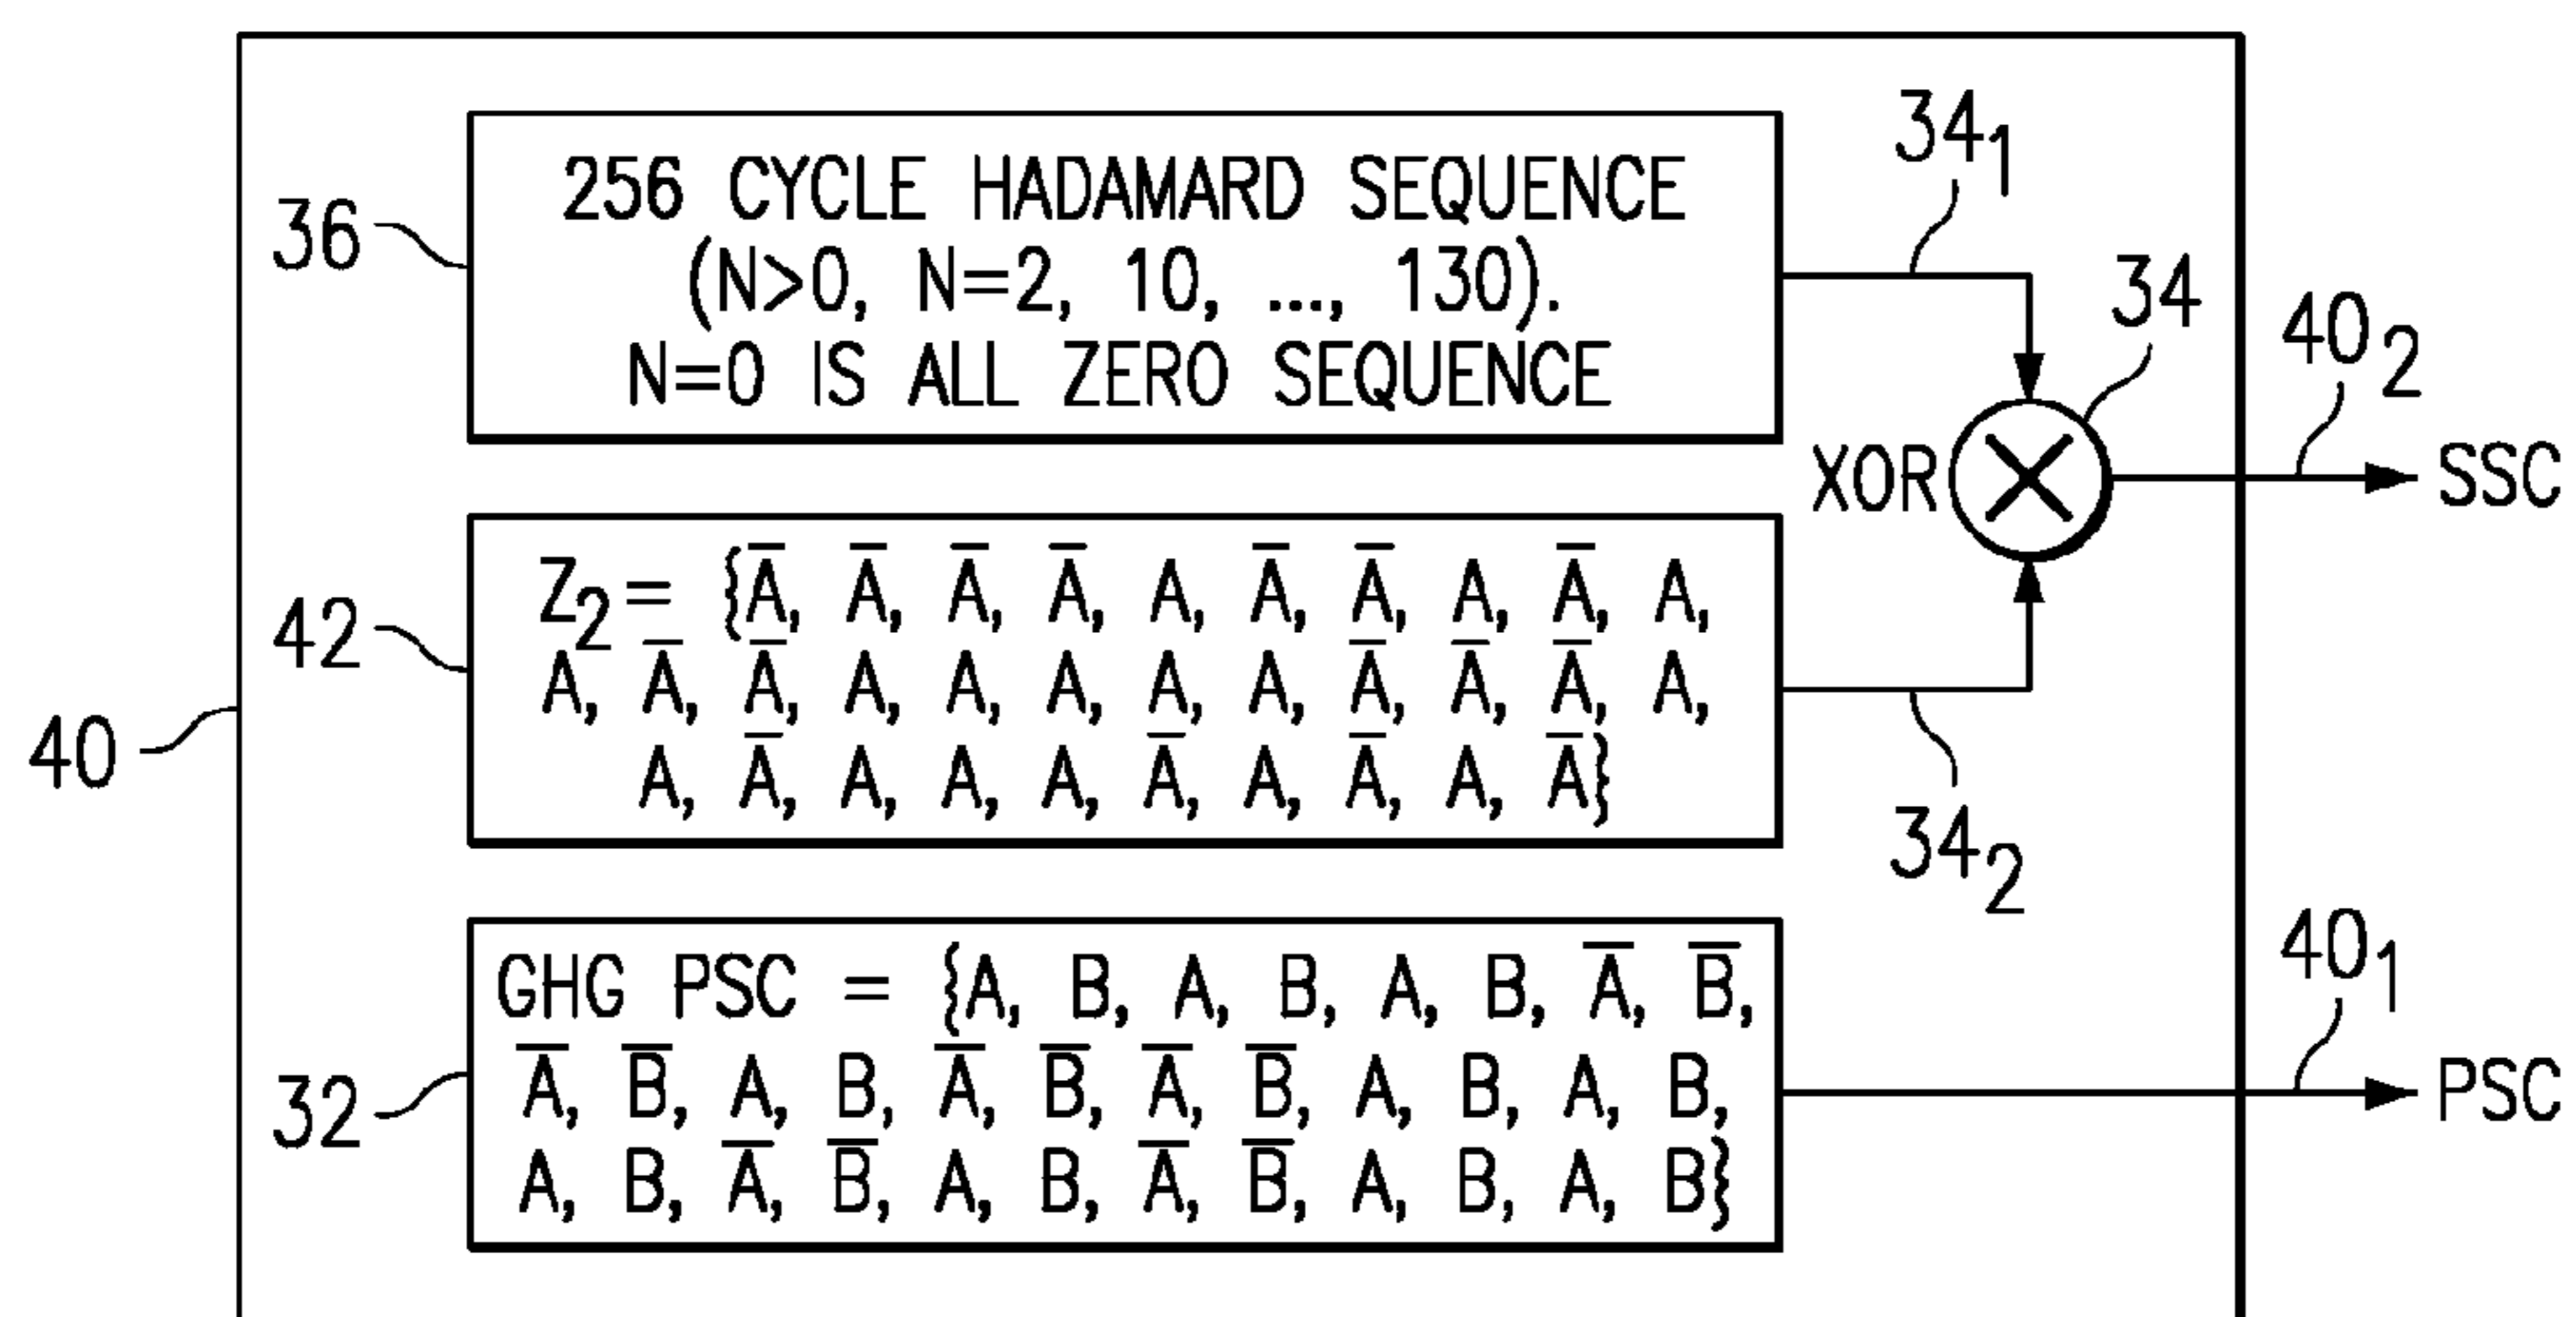 36
256 CYCLE HADAMARD SEQUENCE
(N>0, N=2, 10, ..., 130).
N=0 IS ALL ZERO SEQUENCE
34₁
34
XOR
40₂
SSC
42
Z₂= {A̅, A̅, A̅, A̅, A, A̅, A̅, A, A̅, A,
A, A̅, A̅, A, A, A, A, A, A̅, A̅, A̅, A,
A, A̅, A, A, A, A̅, A, A̅, A, A̅}
34₂
40
32
GHG PSC = {A, B, A, B, A, B, A̅, B̅,
A̅, B̅, A, B, A̅, B̅, A̅, B̅, A, B, A, B,
A, B, A̅, B̅, A, B, A̅, B̅, A, B, A, B}
40₁
PSC